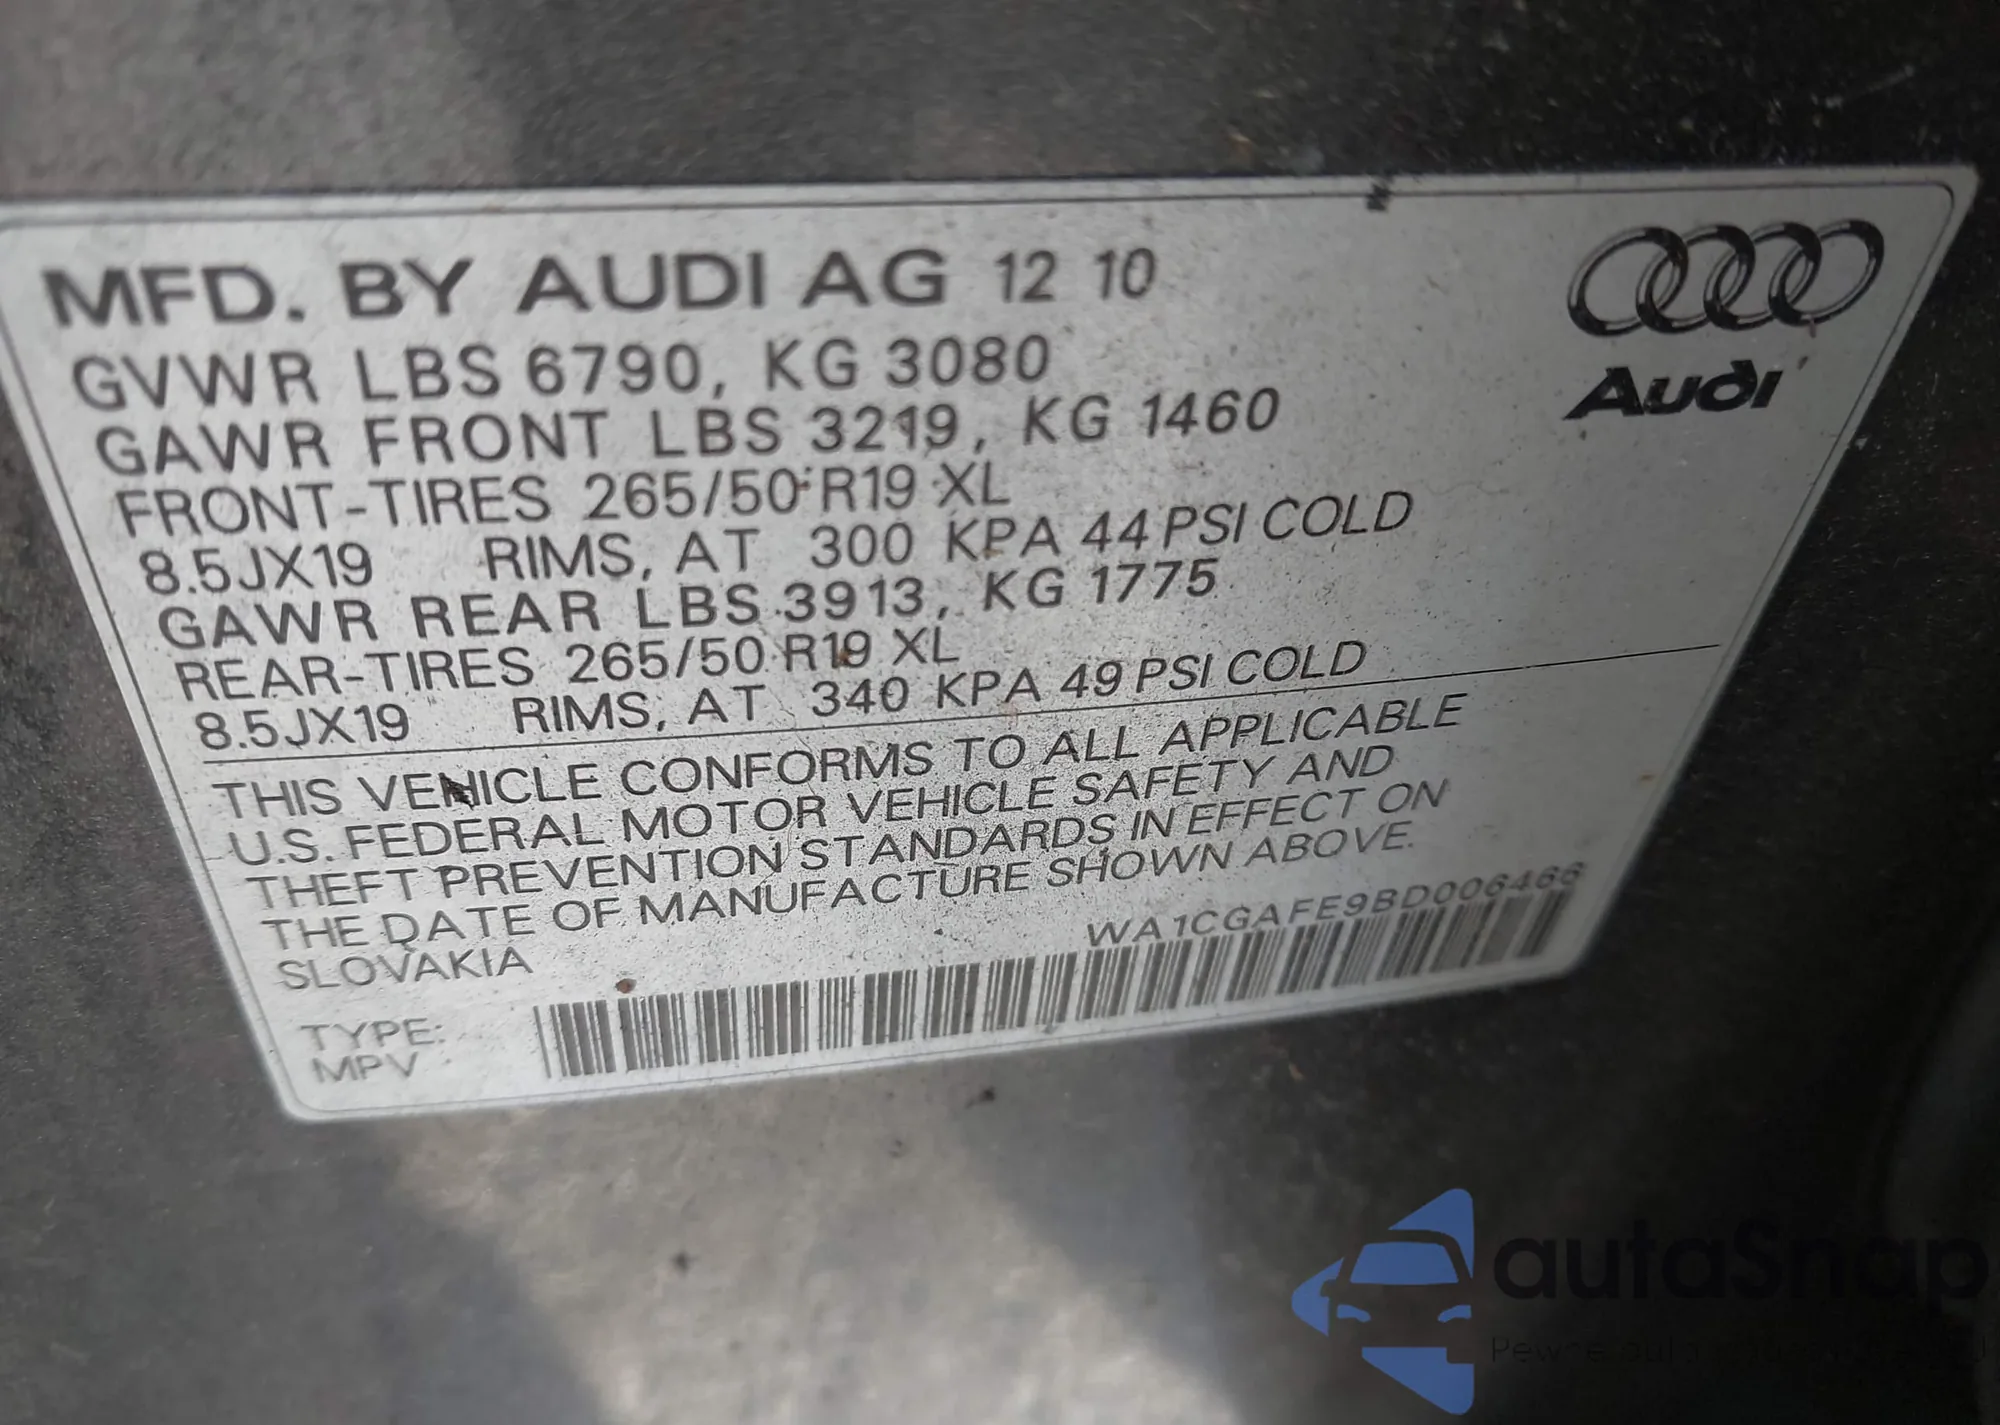 MFD. BY AUDI AG 12 10
GVWR LBS 6790, KG 3080
GAWR FRONT LBS 3219, KG 1460
FRONT-TIRES 265/50 R19 XL
8.5JX19 RIMS, AT 300 KPA 44 PSI COLD
GAWR REAR LBS 3913, KG 1775
REAR-TIRES 265/50 R19 XL
8.5JX19 RIMS, AT 340 KPA 49 PSI COLD
THIS VEHICLE CONFORMS TO ALL APPLICABLE
U.S. FEDERAL MOTOR VEHICLE SAFETY AND
THEFT PREVENTION STANDARDS IN EFFECT ON
THE DATE OF MANUFACTURE SHOWN ABOVE.
SLOVAKIA
WA1CGAFE9BD006466
TYPE:
MPV
Audi
autaSnap